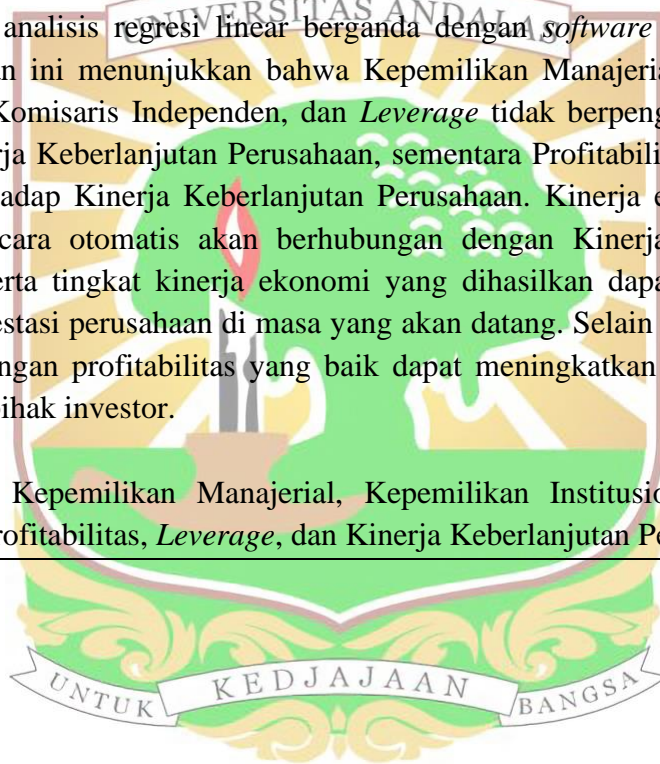 UNIVERSITAS ANDALAS
analisis regresi linear berganda dengan software
ini menunjukkan bahwa Kepemilikan Manajeria
Komisaris Independen, dan Leverage tidak berpeng
rja Keberlanjutan Perusahaan, sementara Profitabili
adap Kinerja Keberlanjutan Perusahaan. Kinerja e
cara otomatis akan berhubungan dengan Kinerja
erta tingkat kinerja ekonomi yang dihasilkan dapa
estasi perusahaan di masa yang akan datang. Selain
ngan profitabilitas yang baik dapat meningkatkan
pihak investor.
Kepemilikan Manajerial, Kepemilikan Institusio
rofitabilitas, Leverage, dan Kinerja Keberlanjutan Pe
UNTUK KEDJAJAAN BANGSA